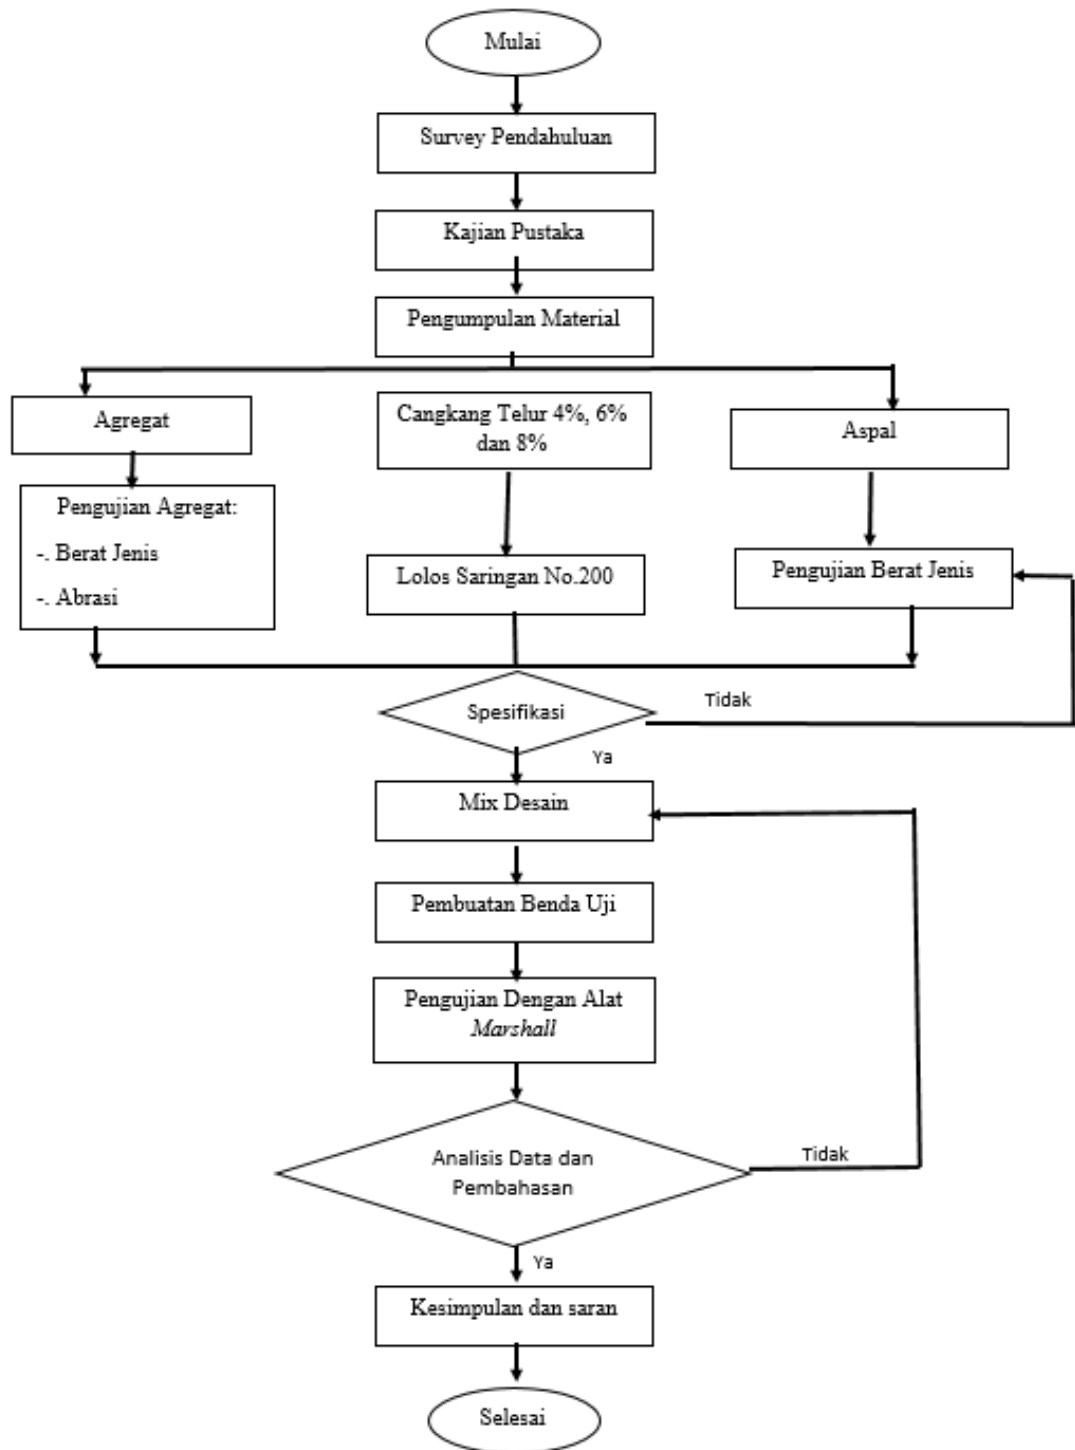 Mulai
Survey Pendahuluan
Kajian Pustaka
Pengumpulan Material
Agregat
Cangkang Telur 4%, 6%
dan 8%
Aspal
Pengujian Agregat:
-. Berat Jenis
-. Abrasi
Lolos Saringan No.200
Pengujian Berat Jenis
Spesifikasi
Tidak
Ya
Mix Desain
Pembuatan Benda Uji
Pengujian Dengan Alat
Marshall
Analisis Data dan
Pembahasan
Tidak
Ya
Kesimpulan dan saran
Selesai